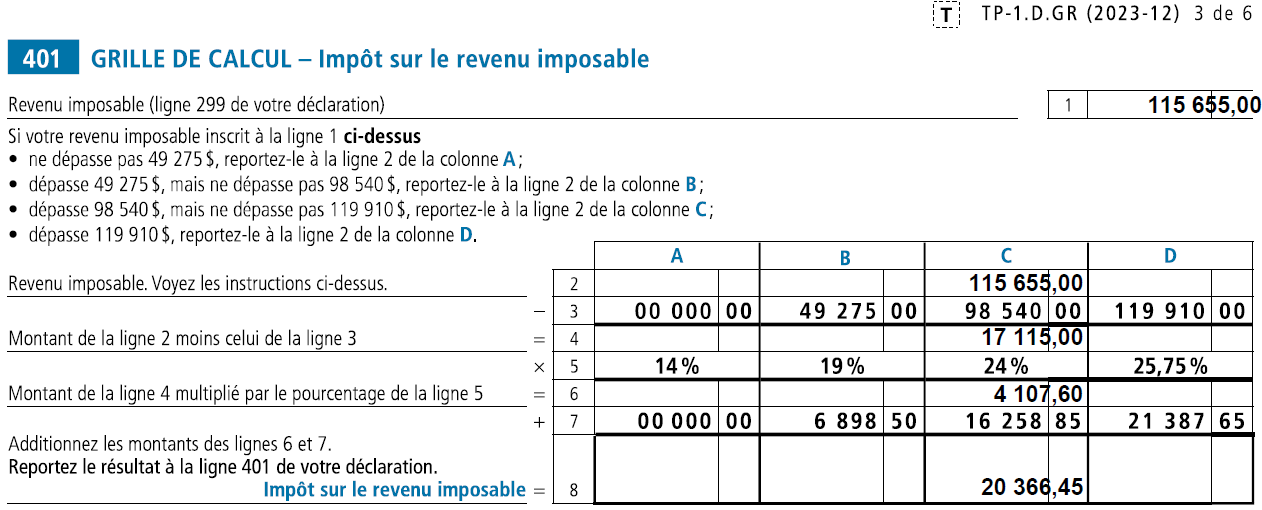 T TP-1.D.GR (2023-12) 3 de 6
401 GRILLE DE CALCUL – Impôt sur le revenu imposable
Revenu imposable (ligne 299 de votre déclaration) 1 115 655,00
Si votre revenu imposable inscrit à la ligne 1 ci-dessus
• ne dépasse pas 49 275 $, reportez-le à la ligne 2 de la colonne A ;
• dépasse 49 275 $, mais ne dépasse pas 98 540 $, reportez-le à la ligne 2 de la colonne B ;
• dépasse 98 540 $, mais ne dépasse pas 119 910 $, reportez-le à la ligne 2 de la colonne C ;
• dépasse 119 910 $, reportez-le à la ligne 2 de la colonne D.
A B C D
Revenu imposable. Voyez les instructions ci-dessus. 2 115 655,00
– 3 00 000 00 49 275 00 98 540 00 119 910 00
Montant de la ligne 2 moins celui de la ligne 3 = 4 17 115,00
× 5 14 % 19 % 24 % 25,75 %
Montant de la ligne 4 multiplié par le pourcentage de la ligne 5 = 6 4 107,60
+ 7 00 000 00 6 898 50 16 258 85 21 387 65
Additionnez les montants des lignes 6 et 7.
Reportez le résultat à la ligne 401 de votre déclaration.
Impôt sur le revenu imposable = 8 20 366,45